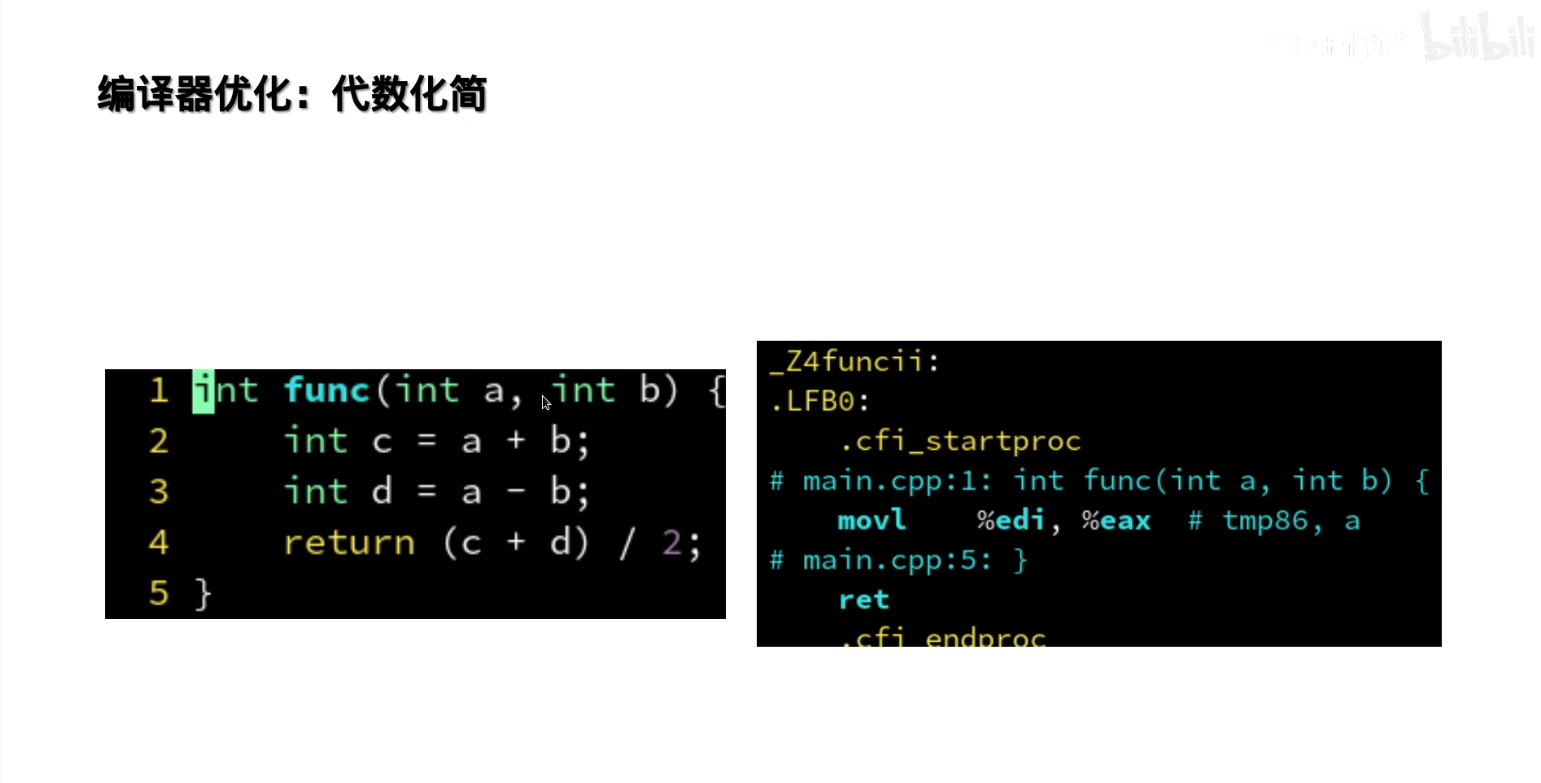 bilibili
编译器优化：代数化简
1 int func(int a, int b) {
2 int c = a + b;
3 int d = a - b;
4 return (c + d) / 2;
5 }
_Z4funcii:
.LFB0:
.cfi_startproc
# main.cpp:1: int func(int a, int b) {
movl %edi, %eax # tmp86, a
# main.cpp:5: }
ret
.cfi_endproc